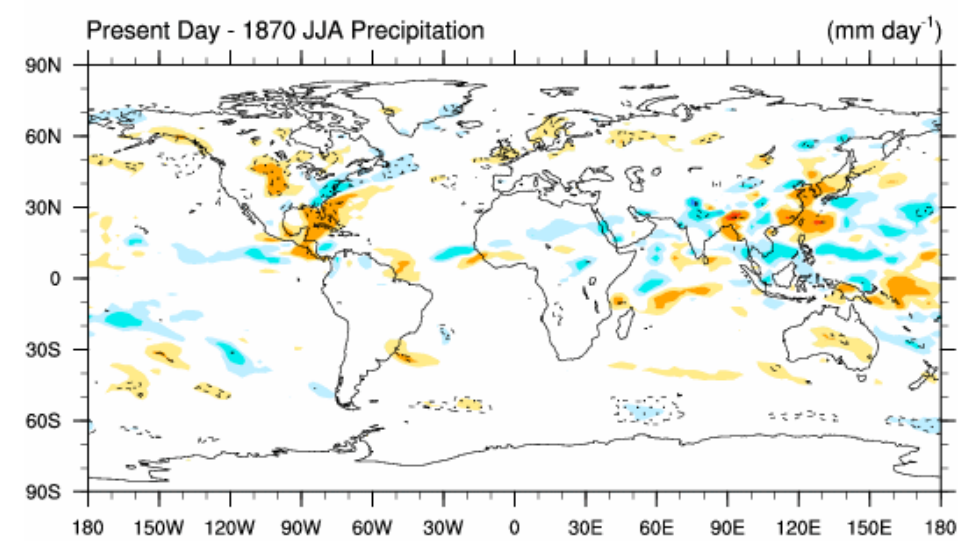 Present Day - 1870 JJA Precipitation (mm day-1)
90N
60N
30N
0
30S
60S
90S
180 150W 120W 90W 60W 30W 0 30E 60E 90E 120E 150E 180